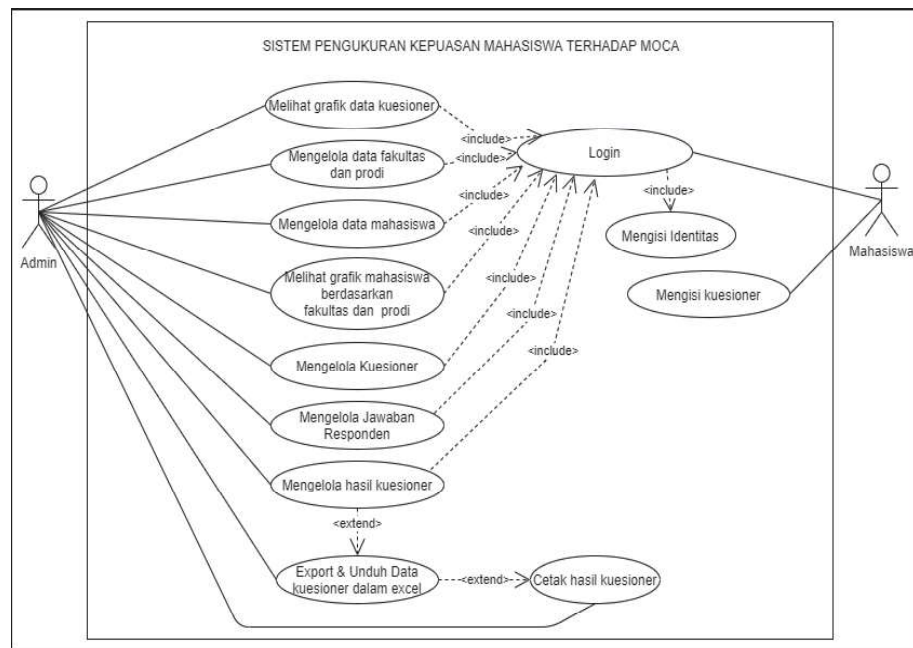 SISTEM PENGUKURAN KEPUASAN MAHASISWA TERHADAP MOCA
Melihat grafik data kuesioner
<include>
Login
Mengelola data fakultas
dan prodi
<include>
<include>
Mengisi Identitas
Mengelola data mahasiswa
<include>
Admin
Mahasiswa
Melihat grafik mahasiswa
berdasarkan
fakultas dan prodi
<include>
Mengisi kuesioner
<include>
<include>
Mengelola Kuesioner
<include>
Mengelola Jawaban
Responden
Mengelola hasil kuesioner
<extend>
Export & Unduh Data
kuesioner dalam excel
<extend>
Cetak hasil kuesioner